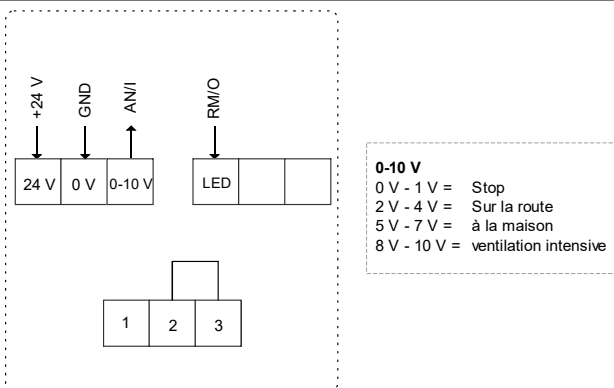 +24 V
GND
AN/I
RM/O
24 V
0 V
0-10 V
LED
1
2
3
0-10 V
0 V - 1 V = Stop
2 V - 4 V = Sur la route
5 V - 7 V = à la maison
8 V - 10 V = ventilation intensive